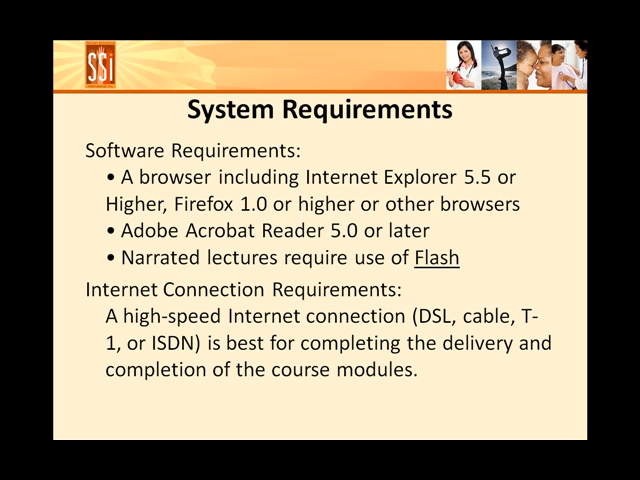 SSi
System Requirements
Software Requirements:
• A browser including Internet Explorer 5.5 or
Higher, Firefox 1.0 or higher or other browsers
• Adobe Acrobat Reader 5.0 or later
• Narrated lectures require use of Flash
Internet Connection Requirements:
A high-speed Internet connection (DSL, cable, T-
1, or ISDN) is best for completing the delivery and
completion of the course modules.